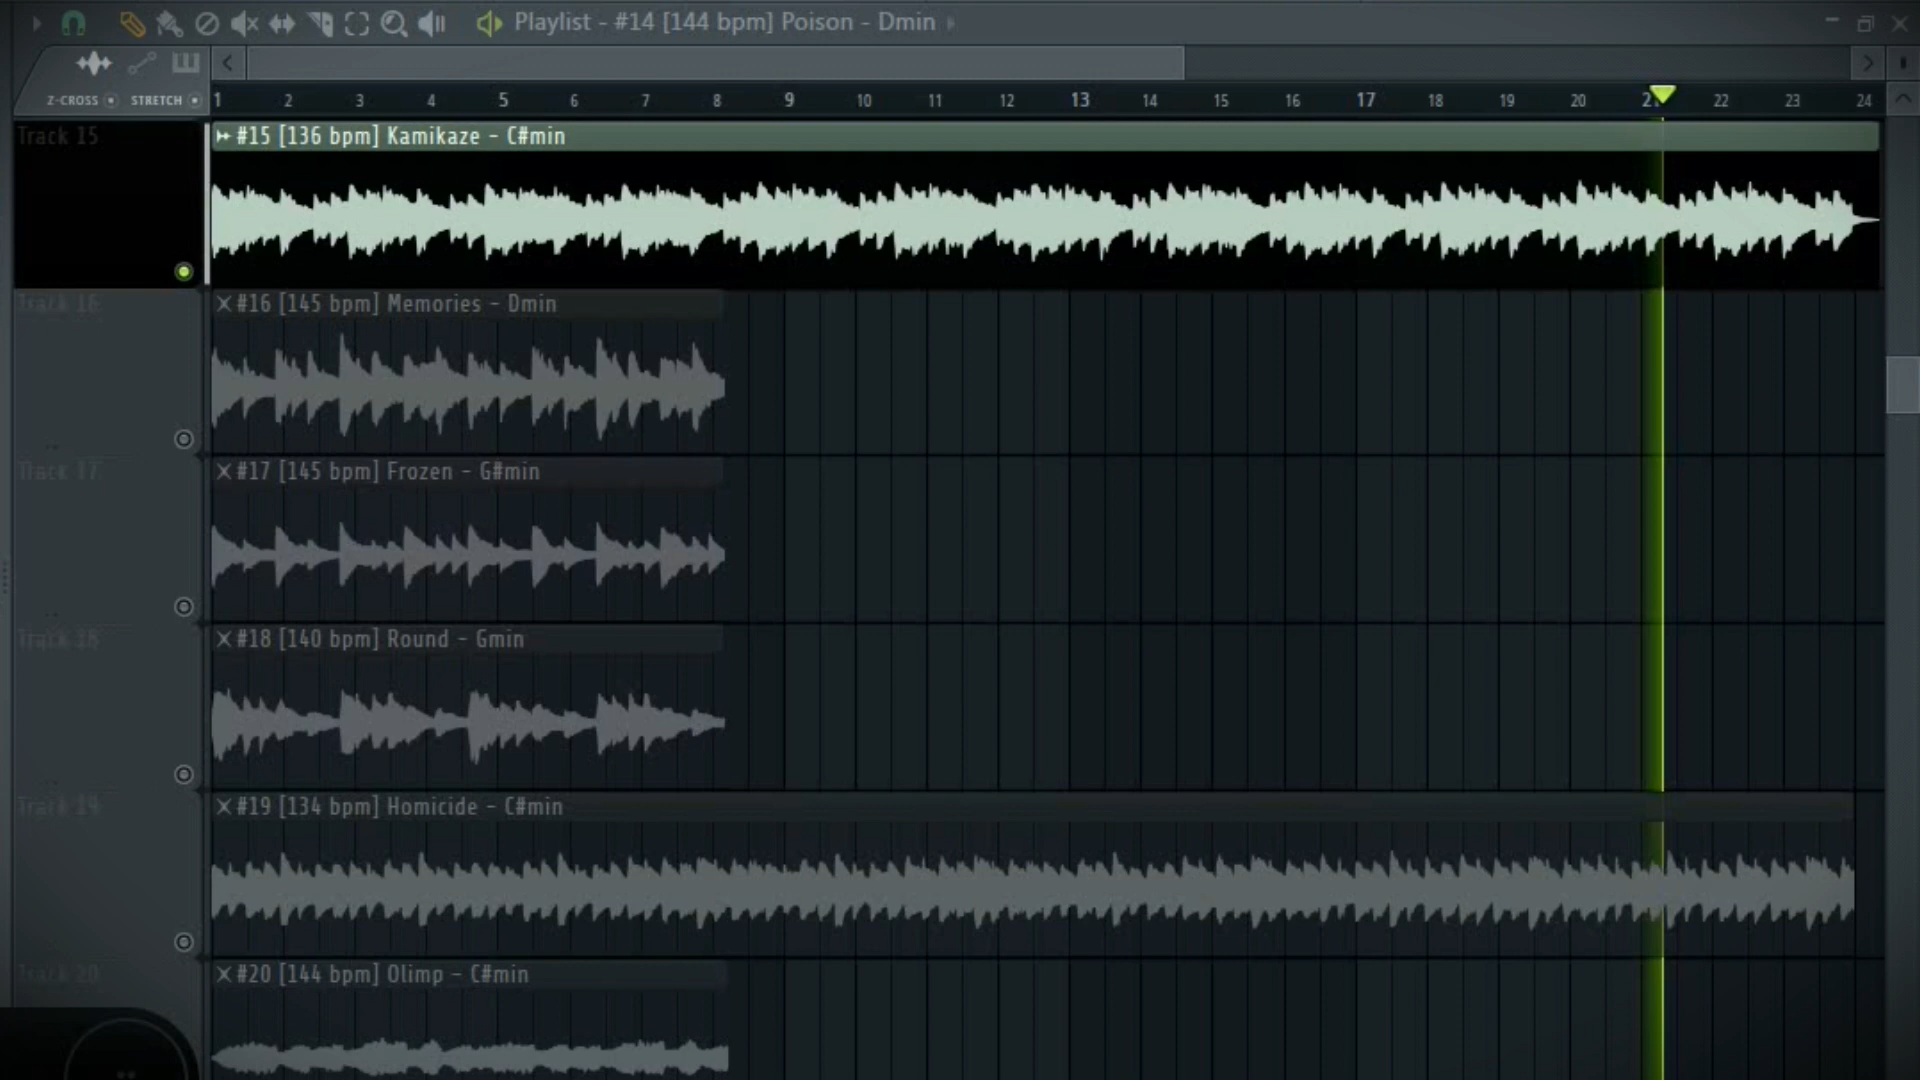 Playlist - #14 [144 bpm] Poison - Dmin
Z-CROSS STRETCH
1 2 3 4 5 6 7 8 9 10 11 12 13 14 15 16 17 18 19 20 21 22 23 24
Track 15
#15 [136 bpm] Kamikaze - C#min
Track 16
#16 [145 bpm] Memories - Dmin
Track 17
#17 [145 bpm] Frozen - G#min
Track 18
#18 [140 bpm] Round - Gmin
Track 19
#19 [134 bpm] Homicide - C#min
Track 20
#20 [144 bpm] Olimp - C#min